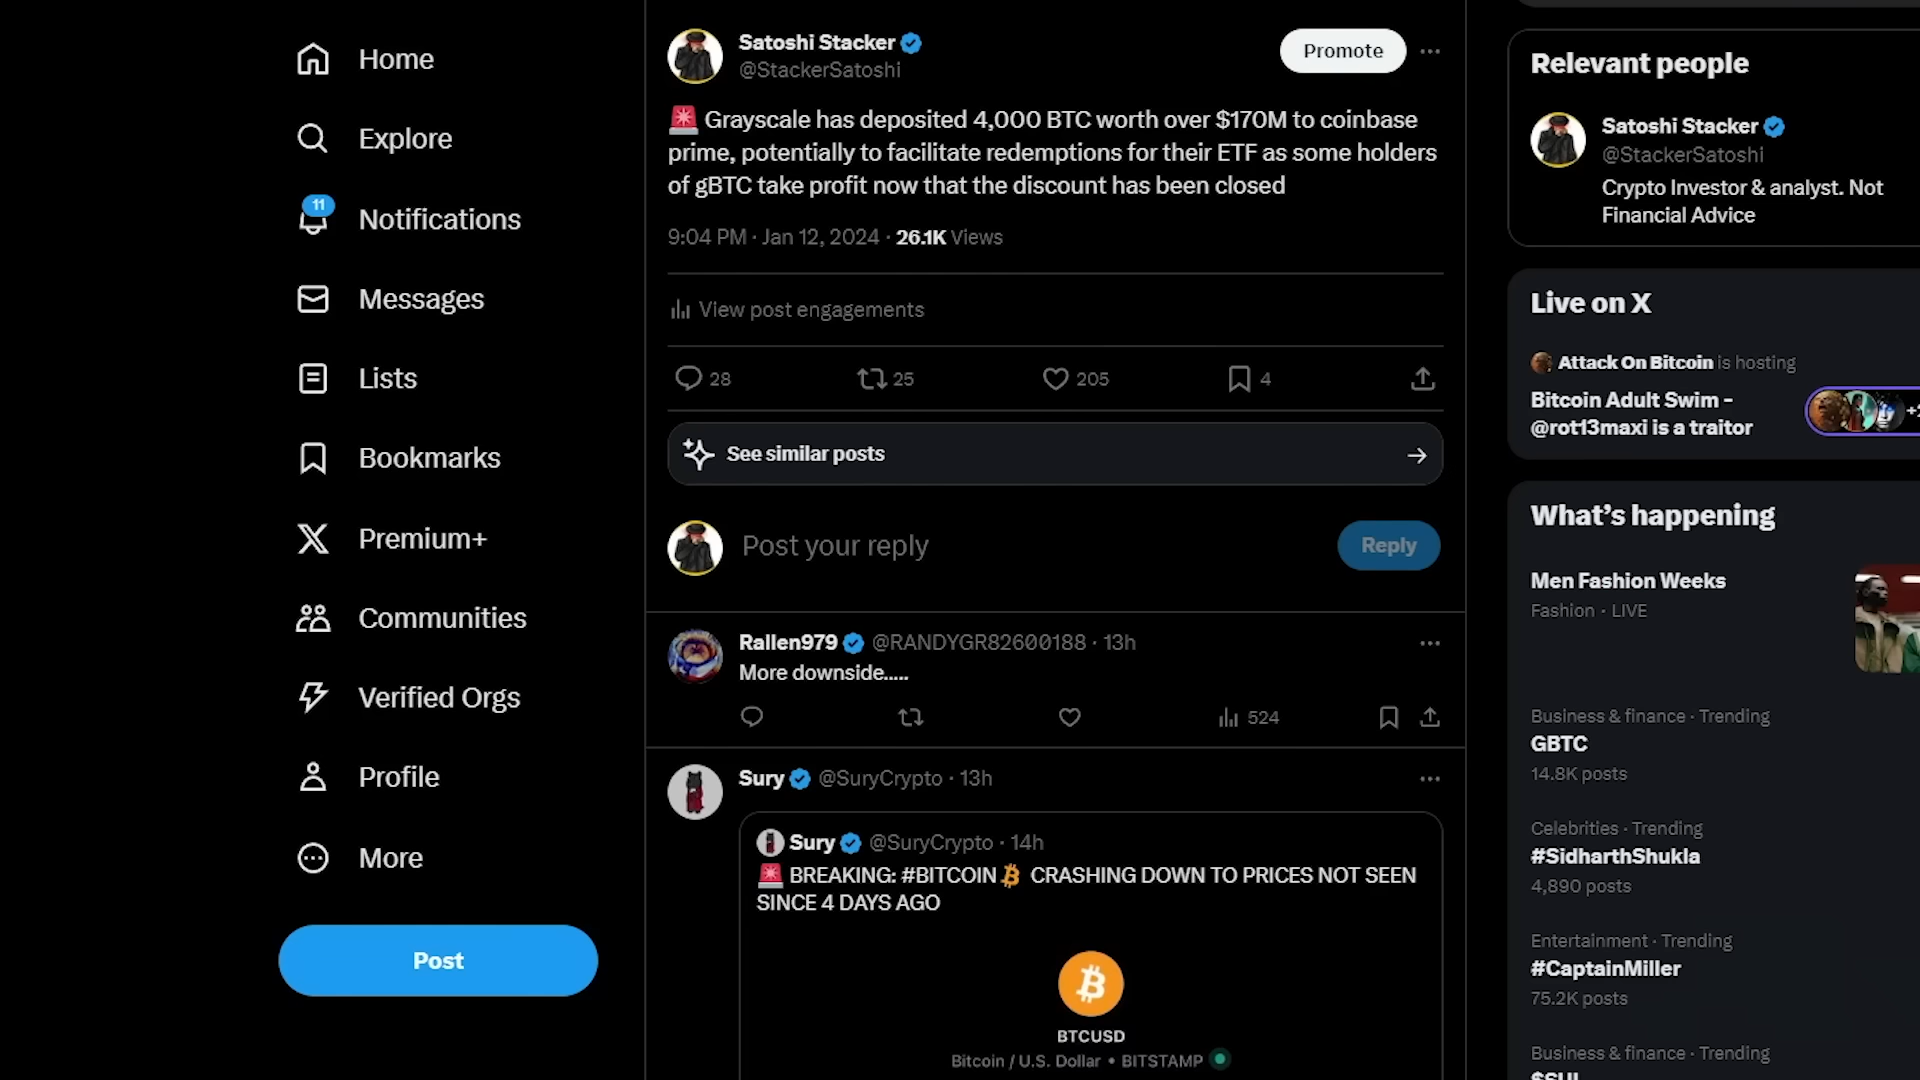 Home
Explore
11
Notifications
Messages
Lists
Bookmarks
Premium+
Communities
Verified Orgs
Profile
More
Post
Satoshi Stacker
@StackerSatoshi
Promote
🚨 Grayscale has deposited 4,000 BTC worth over $170M to coinbase
prime, potentially to facilitate redemptions for their ETF as some holders
of gBTC take profit now that the discount has been closed
9:04 PM · Jan 12, 2024 · 26.1K Views
View post engagements
28 25 205 4
See similar posts
Post your reply
Reply
Rallen979 @RANDYGR82600188 · 13h
More downside.....
524
Sury @SuryCrypto · 13h
Sury @SuryCrypto · 14h
🚨 BREAKING: #BITCOIN CRASHING DOWN TO PRICES NOT SEEN
SINCE 4 DAYS AGO
BTCUSD
Bitcoin / U.S. Dollar • BITSTAMP
Relevant people
Satoshi Stacker
@StackerSatoshi
Crypto Investor & analyst. Not
Financial Advice
Live on X
Attack On Bitcoin is hosting
Bitcoin Adult Swim -
@rot13maxi is a traitor
What's happening
Men Fashion Weeks
Fashion · LIVE
Business & finance · Trending
GBTC
14.8K posts
Celebrities · Trending
#SidharthShukla
4,890 posts
Entertainment · Trending
#CaptainMiller
75.2K posts
Business & finance · Trending